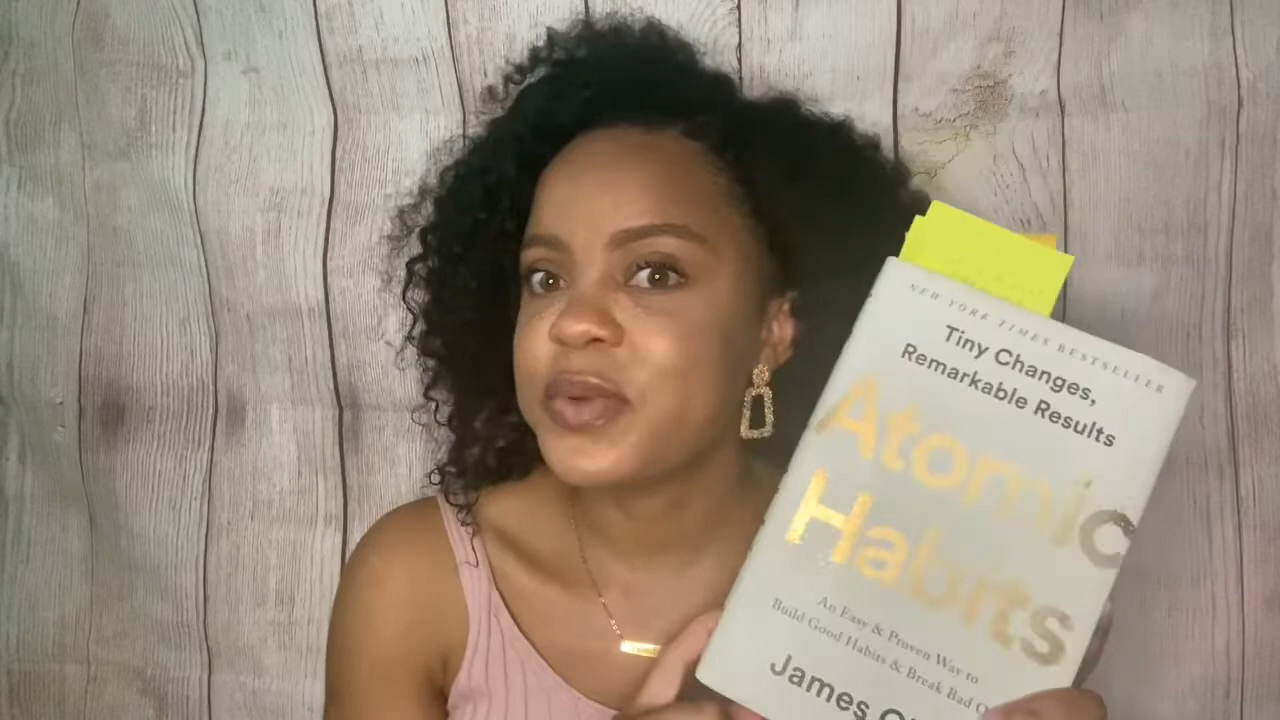 NEW YORK TIMES BESTSELLER
Tiny Changes,
Remarkable Results
Atomic
Habits
An Easy & Proven Way to
Build Good Habits & Break Bad O
James